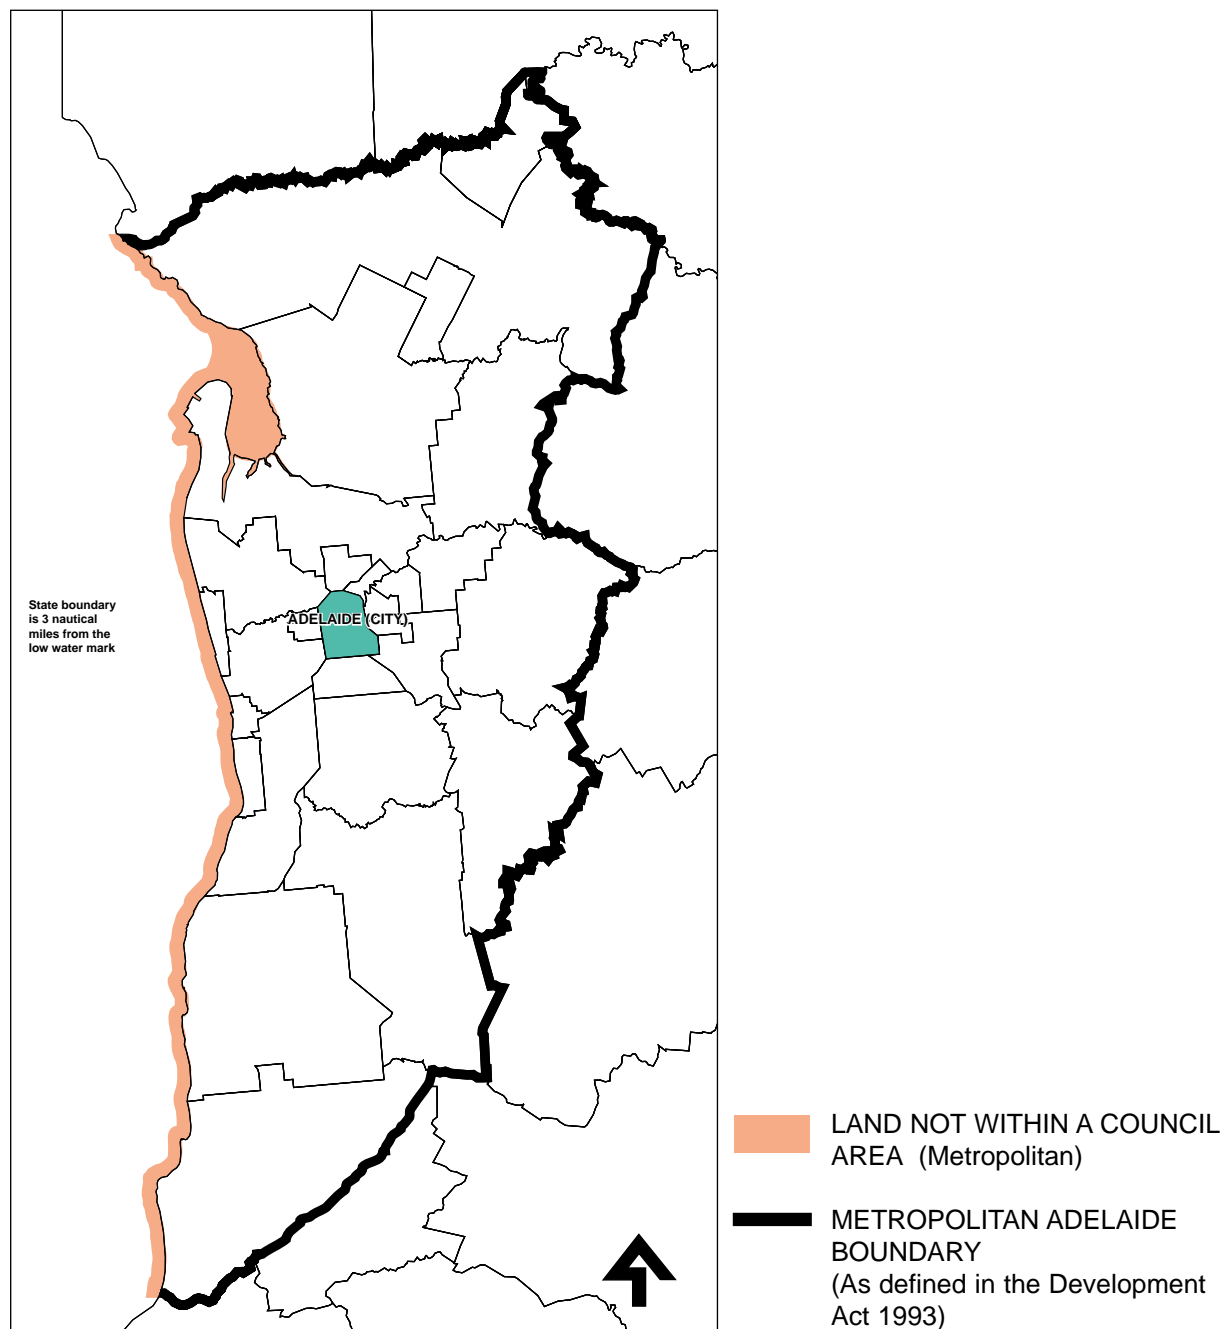 State boundary
is 3 nautical
miles from the
low water mark
ADELAIDE (CITY)
LAND NOT WITHIN A COUNCIL
AREA (Metropolitan)
METROPOLITAN ADELAIDE
BOUNDARY
(As defined in the Development
Act 1993)